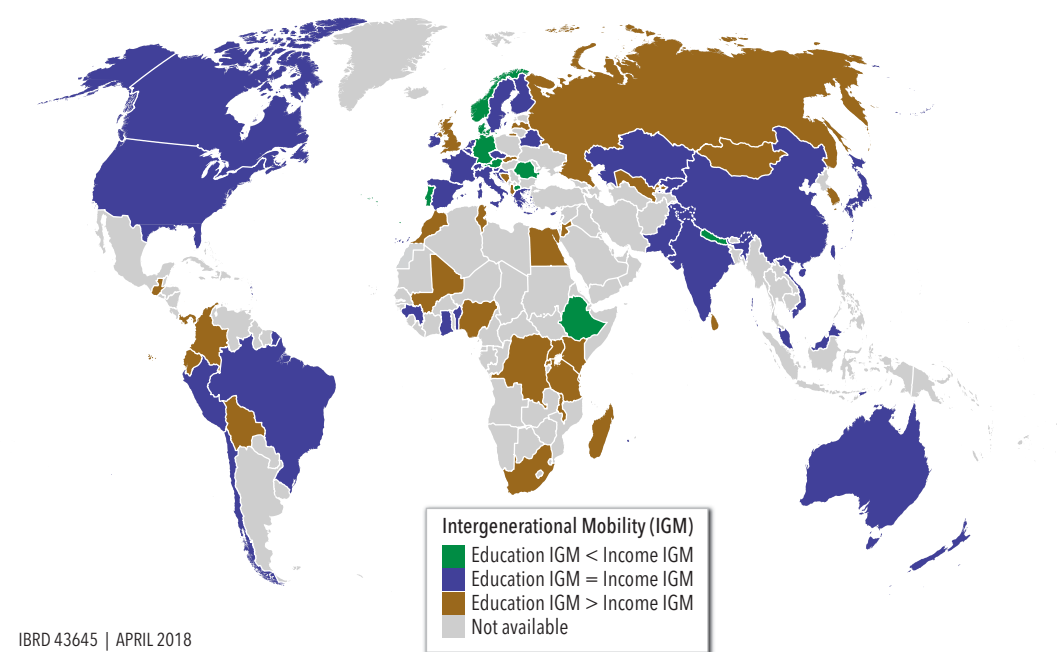 Intergenerational Mobility (IGM)
Education IGM < Income IGM
Education IGM = Income IGM
Education IGM > Income IGM
Not available
IBRD 43645 | APRIL 2018